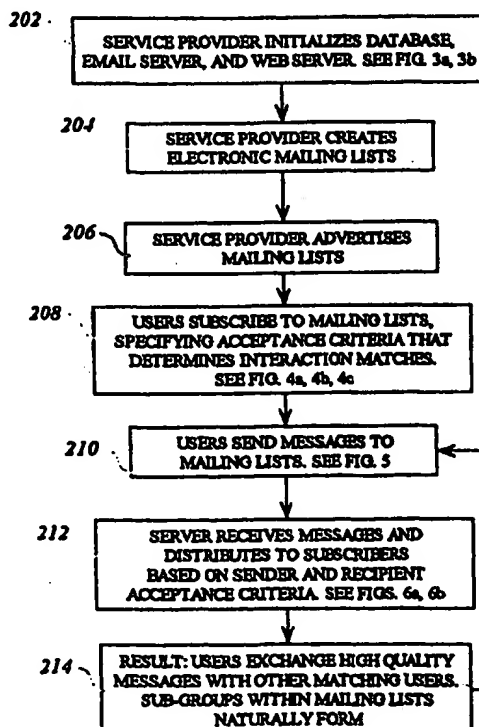 202
SERVICE PROVIDER INITIALIZES DATABASE,
EMAIL SERVER, AND WEB SERVER. SEE FIG. 3a, 3b
204
SERVICE PROVIDER CREATES
ELECTRONIC MAILING LISTS
206
SERVICE PROVIDER ADVERTISES
MAILING LISTS
208
USERS SUBSCRIBE TO MAILING LISTS,
SPECIFYING ACCEPTANCE CRITERIA THAT
DETERMINES INTERACTION MATCHES.
SEE FIG. 4a, 4b, 4c
210
USERS SEND MESSAGES TO
MAILING LISTS. SEE FIG. 5
212
SERVER RECEIVES MESSAGES AND
DISTRIBUTES TO SUBSCRIBERS
BASED ON SENDER AND RECIPIENT
ACCEPTANCE CRITERIA. SEE FIGS. 6a, 6b
214
RESULT: USERS EXCHANGE HIGH QUALITY
MESSAGES WITH OTHER MATCHING USERS.
SUB-GROUPS WITHIN MAILING LISTS
NATURALLY FORM